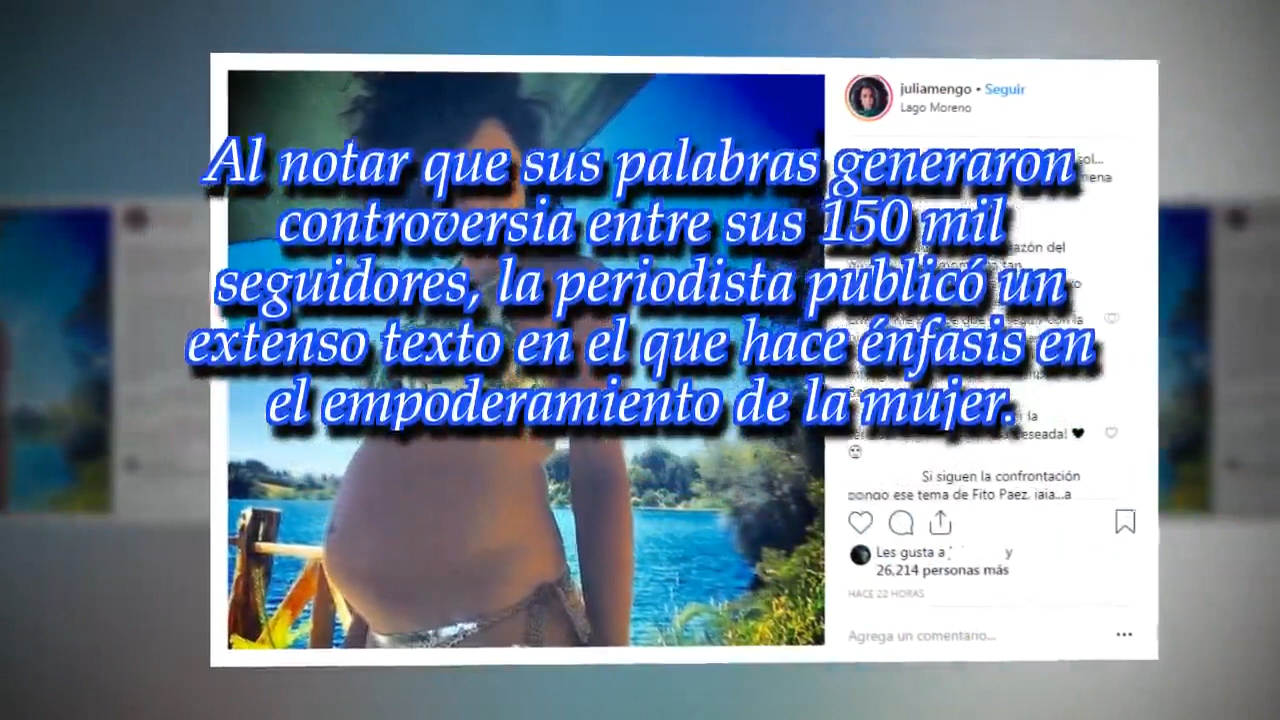 juliamengo • Seguir
Lago Moreno
Al notar que sus palabras generaron
controversia entre sus 150 mil
seguidores, la periodista publicó un
extenso texto en el que hace énfasis en
el empoderamiento de la mujer.
Si siguen la confrontación
pongo ese tema de Fito Paez, jaja...a
Les gusta a y
26,214 personas más
HACE 22 HORAS
Agrega un comentario...